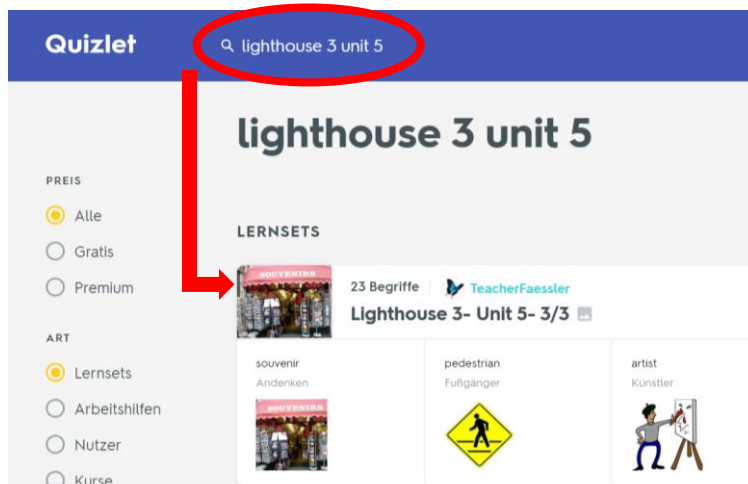 Quizlet
lighthouse 3 unit 5
lighthouse 3 unit 5
PREIS
Alle
Gratis
Premium
ART
Lernsets
Arbeitshilfen
Nutzer
Kurse
LERNSETS
SOUVENIRS
23 Begriffe
TeacherFaessler
Lighthouse 3- Unit 5- 3/3
souvenir
Andenken
SOUVENIRS
pedestrian
Fußgänger
artist
Künstler